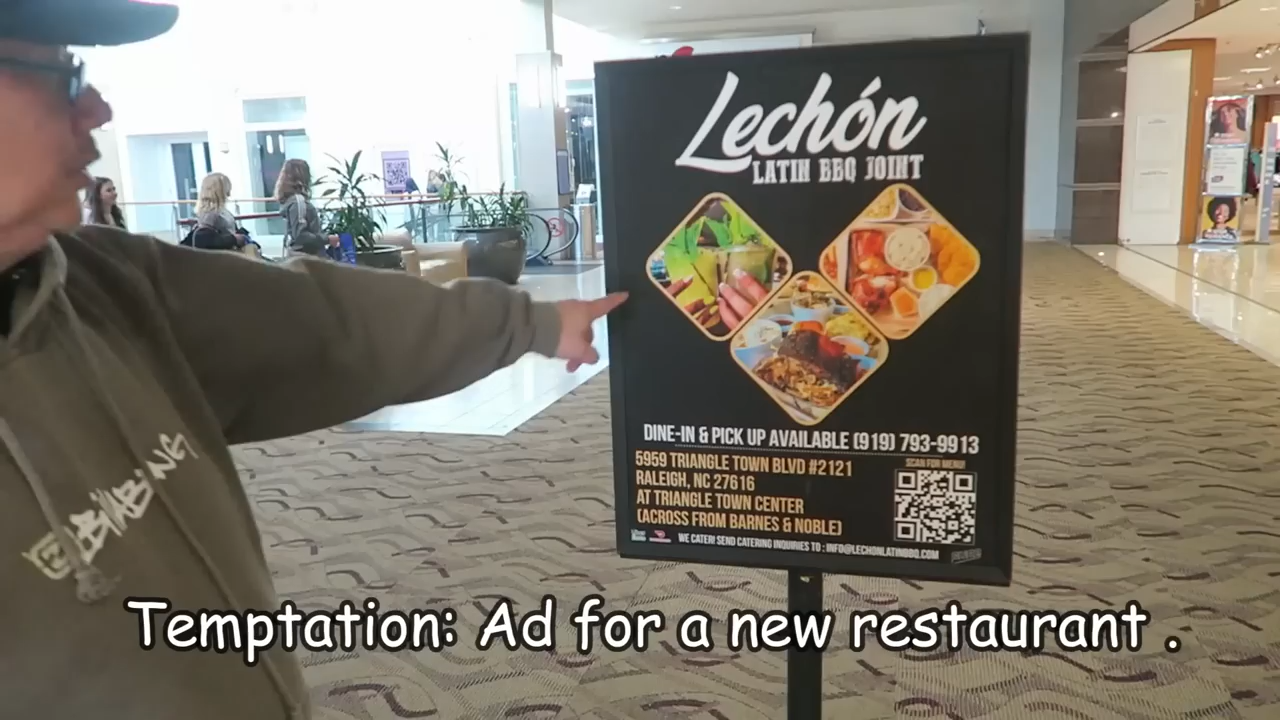 Lechón
LATIN BBQ JOINT
DINE-IN & PICK UP AVAILABLE (919) 793-9913
5959 TRIANGLE TOWN BLVD #2121
RALEIGH, NC 27616
AT TRIANGLE TOWN CENTER
(ACROSS FROM BARNES & NOBLE)
SCAN FOR MENU!
WE CATER! SEND CATERING INQUIRIES TO : INFO@LECHONLATINBBQ.COM
Temptation: Ad for a new restaurant .